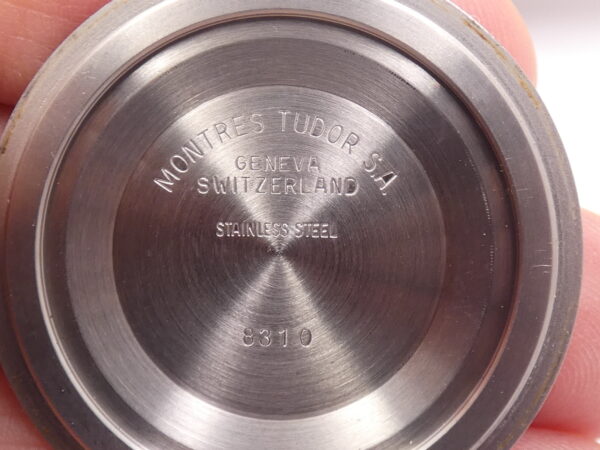 MONTRES TUDOR S.A.
GENEVA
SWITZERLAND
STAINLESS STEEL
8310